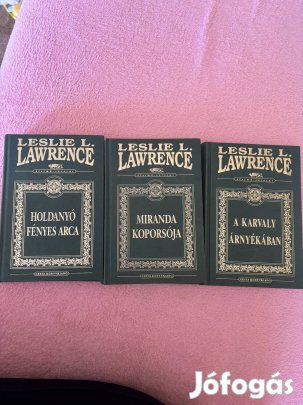 LESLIE L.
LAWRENCE
HOLDANYÓ
FÉNYES ARCA
LESLIE L.
LAWRENCE
MIRANDA
KOPORSÓJA
LESLIE L.
LAWRENCE
A KARVALY
ÁRNYÉKÁBAN
Jófogás